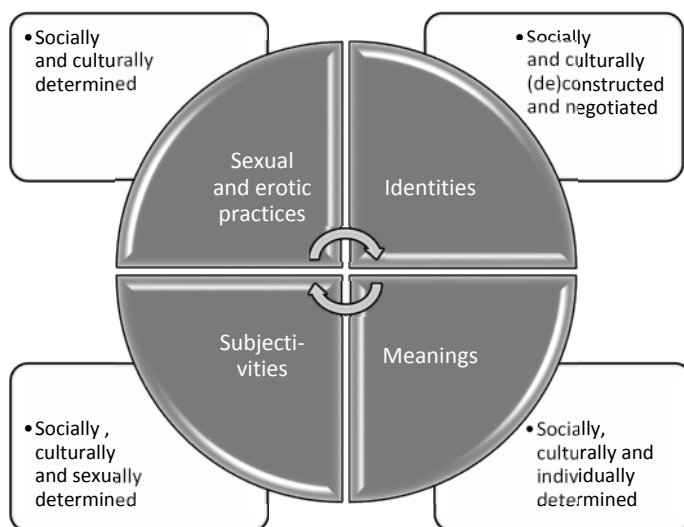 •Socially
and culturally
determined
•Socially
and culturally
(de)constructed
and negotiated
Sexual
and erotic
practices
Identities
Subjecti-
vities
Meanings
•Socially ,
culturally
and sexually
determined
•Socially,
culturally and
individually
determined